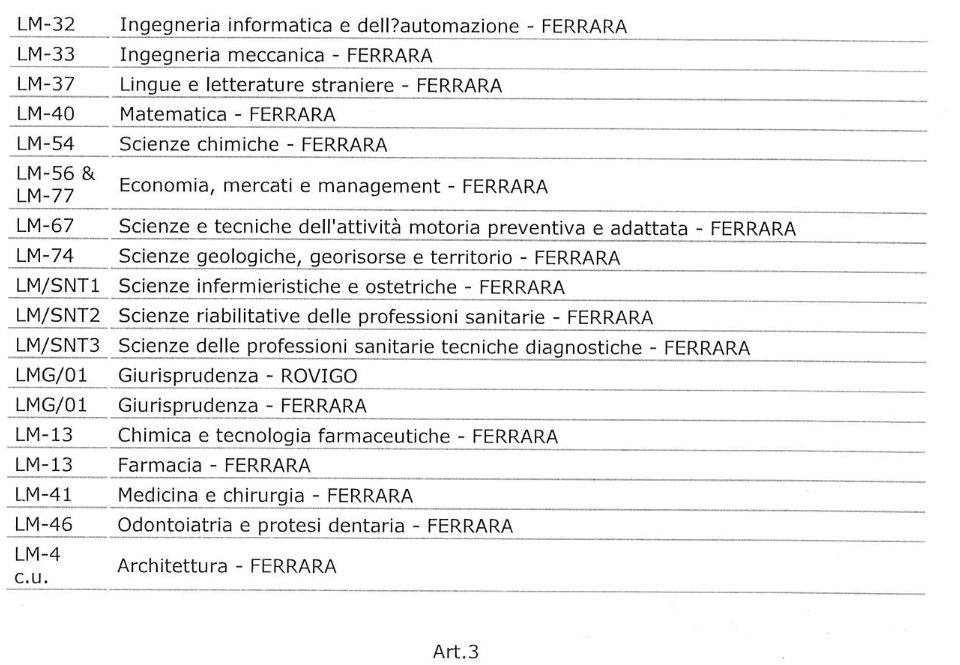 LM-32 Ingegneria informatica e dell?automazione - FERRARA
LM-33 Ingegneria meccanica - FERRARA
LM-37 Lingue e letterature straniere - FERRARA
LM-40 Matematica - FERRARA
LM-54 Scienze chimiche - FERRARA
LM-56 &
LM-77 Economia, mercati e management - FERRARA
LM-67 Scienze e tecniche dell'attività motoria preventiva e adattata - FERRARA
LM-74 Scienze geologiche, georisorse e territorio - FERRARA
LM/SNT1 Scienze infermieristiche e ostetriche - FERRARA
LM/SNT2 Scienze riabilitative delle professioni sanitarie - FERRARA
LM/SNT3 Scienze delle professioni sanitarie tecniche diagnostiche - FERRARA
LMG/01 Giurisprudenza - ROVIGO
LMG/01 Giurisprudenza - FERRARA
LM-13 Chimica e tecnologia farmaceutiche - FERRARA
LM-13 Farmacia - FERRARA
LM-41 Medicina e chirurgia - FERRARA
LM-46 Odontoiatria e protesi dentaria - FERRARA
LM-4
c.u. Architettura - FERRARA
Art.3